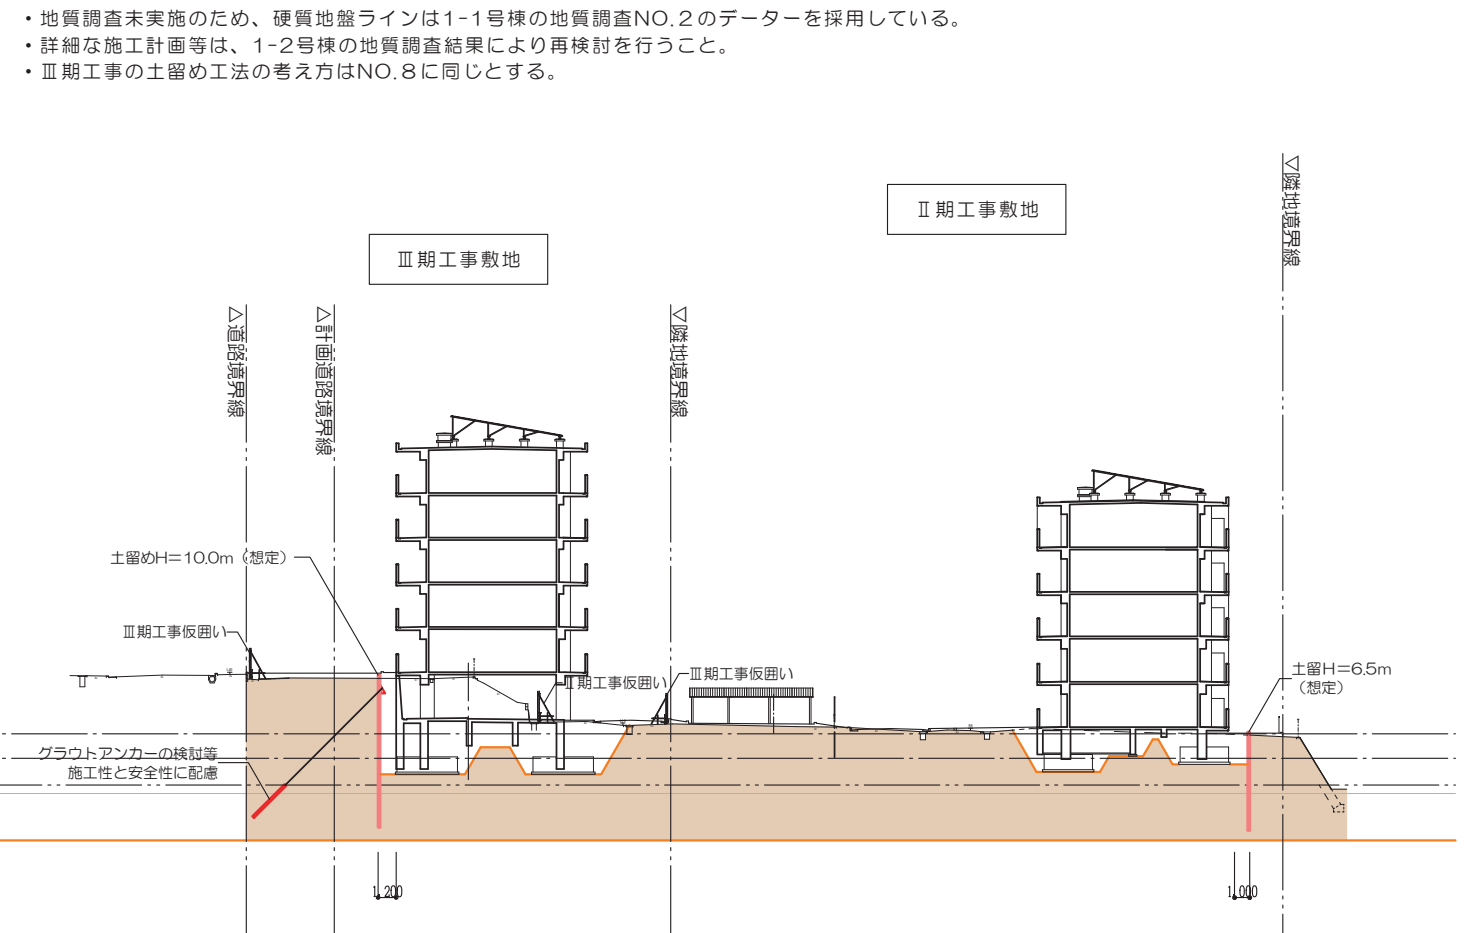 ・地質調査未実施のため、硬質地盤ラインは1-1号棟の地質調査NO.2のデーターを採用している。
・詳細な施工計画等は、1-2号棟の地質調査結果により再検討を行うこと。
・Ⅲ期工事の土留め工法の考え方はNO.8に同じとする。
▽隣地境界線
Ⅱ期工事敷地
Ⅲ期工事敷地
△道路境界線
△計画道路境界線
▽隣地境界線
土留めH=10.0m（想定）
Ⅲ期工事仮囲い
Ⅱ期工事仮囲い
Ⅲ期工事仮囲い
土留H=6.5m
（想定）
グラウトアンカーの検討等
施工性と安全性に配慮
1,200
1,000